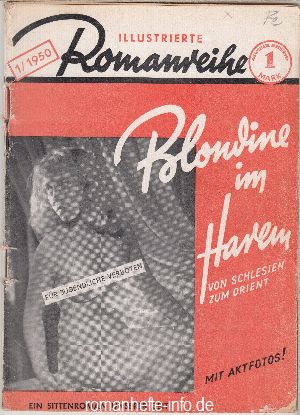 ILLUSTRIERTE
Romanreihe
1/1950
1
MARK
Blondine
im
Harem
VON SCHLESIEN
ZUM ORIENT
FÜR JUGENDLICHE VERBOTEN
MIT AKTFOTOS!
EIN SITTENROMAN
romanhefte-info.de